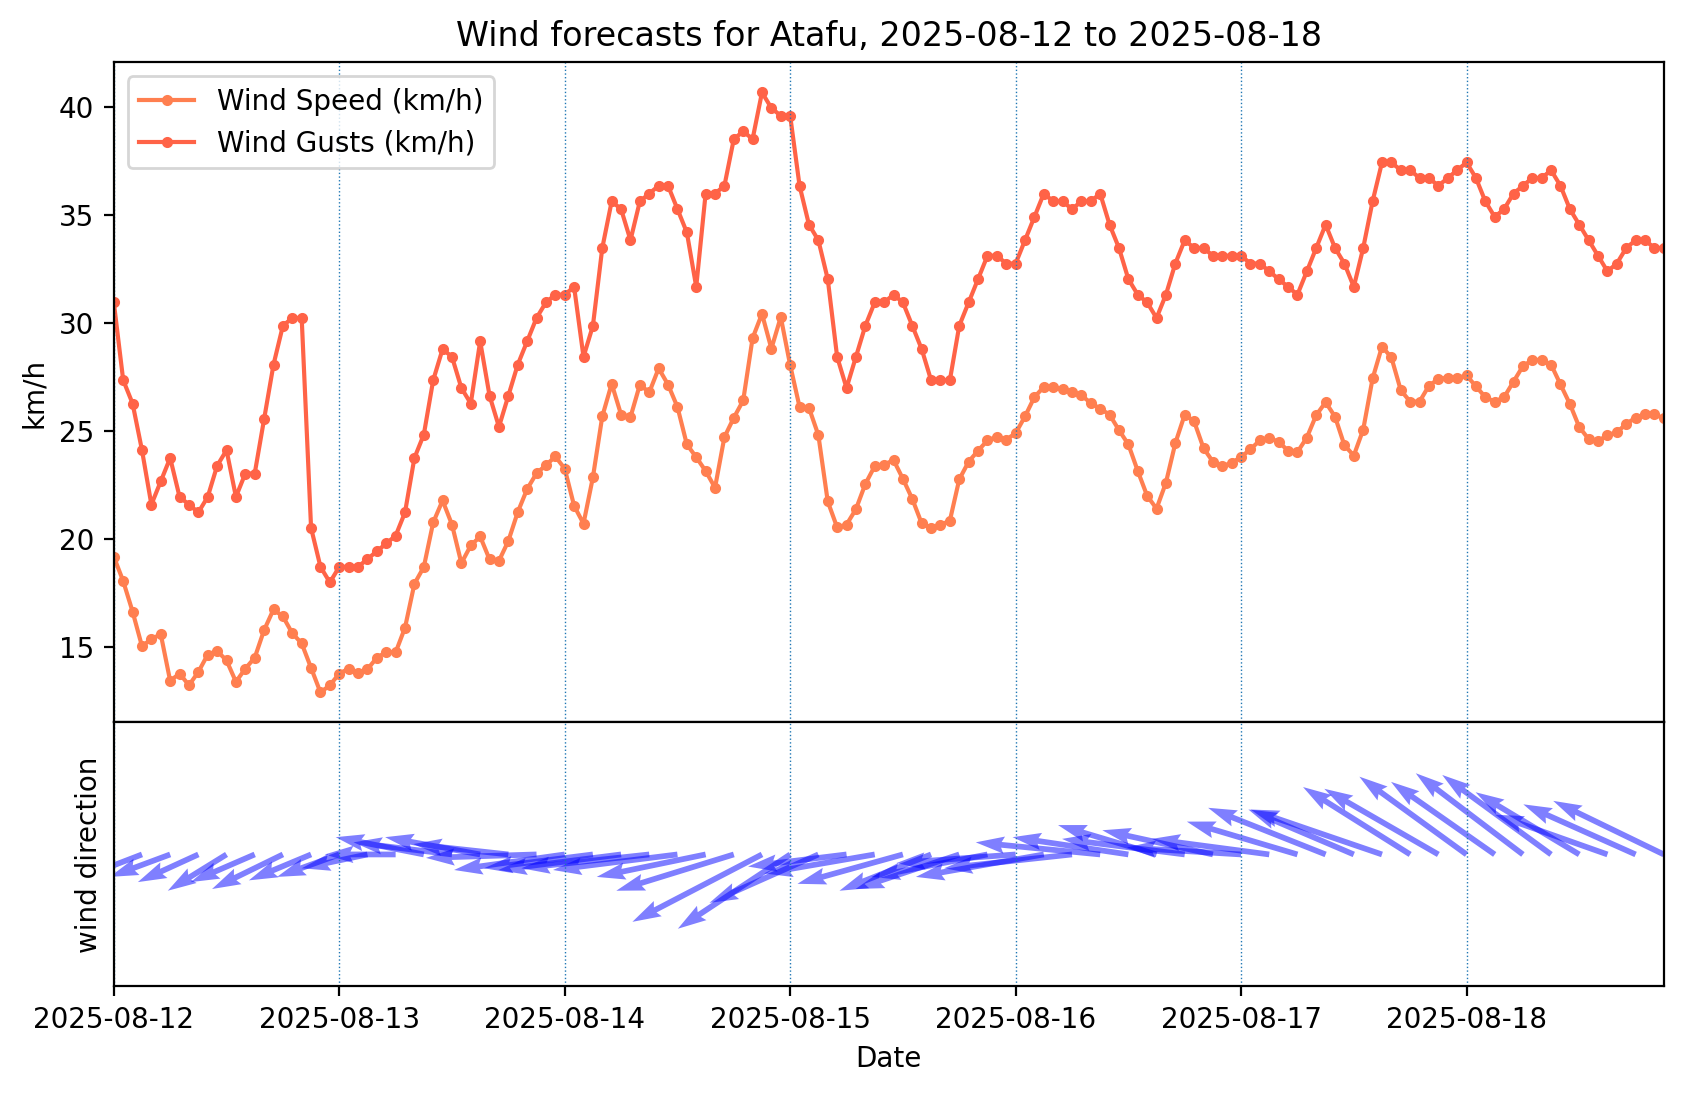 Wind forecasts for Atafu, 2025-08-12 to 2025-08-18
Wind Speed (km/h)
Wind Gusts (km/h)
40
35
30
25
20
15
km/h
wind direction
2025-08-12
2025-08-13
2025-08-14
2025-08-15
2025-08-16
2025-08-17
2025-08-18
Date